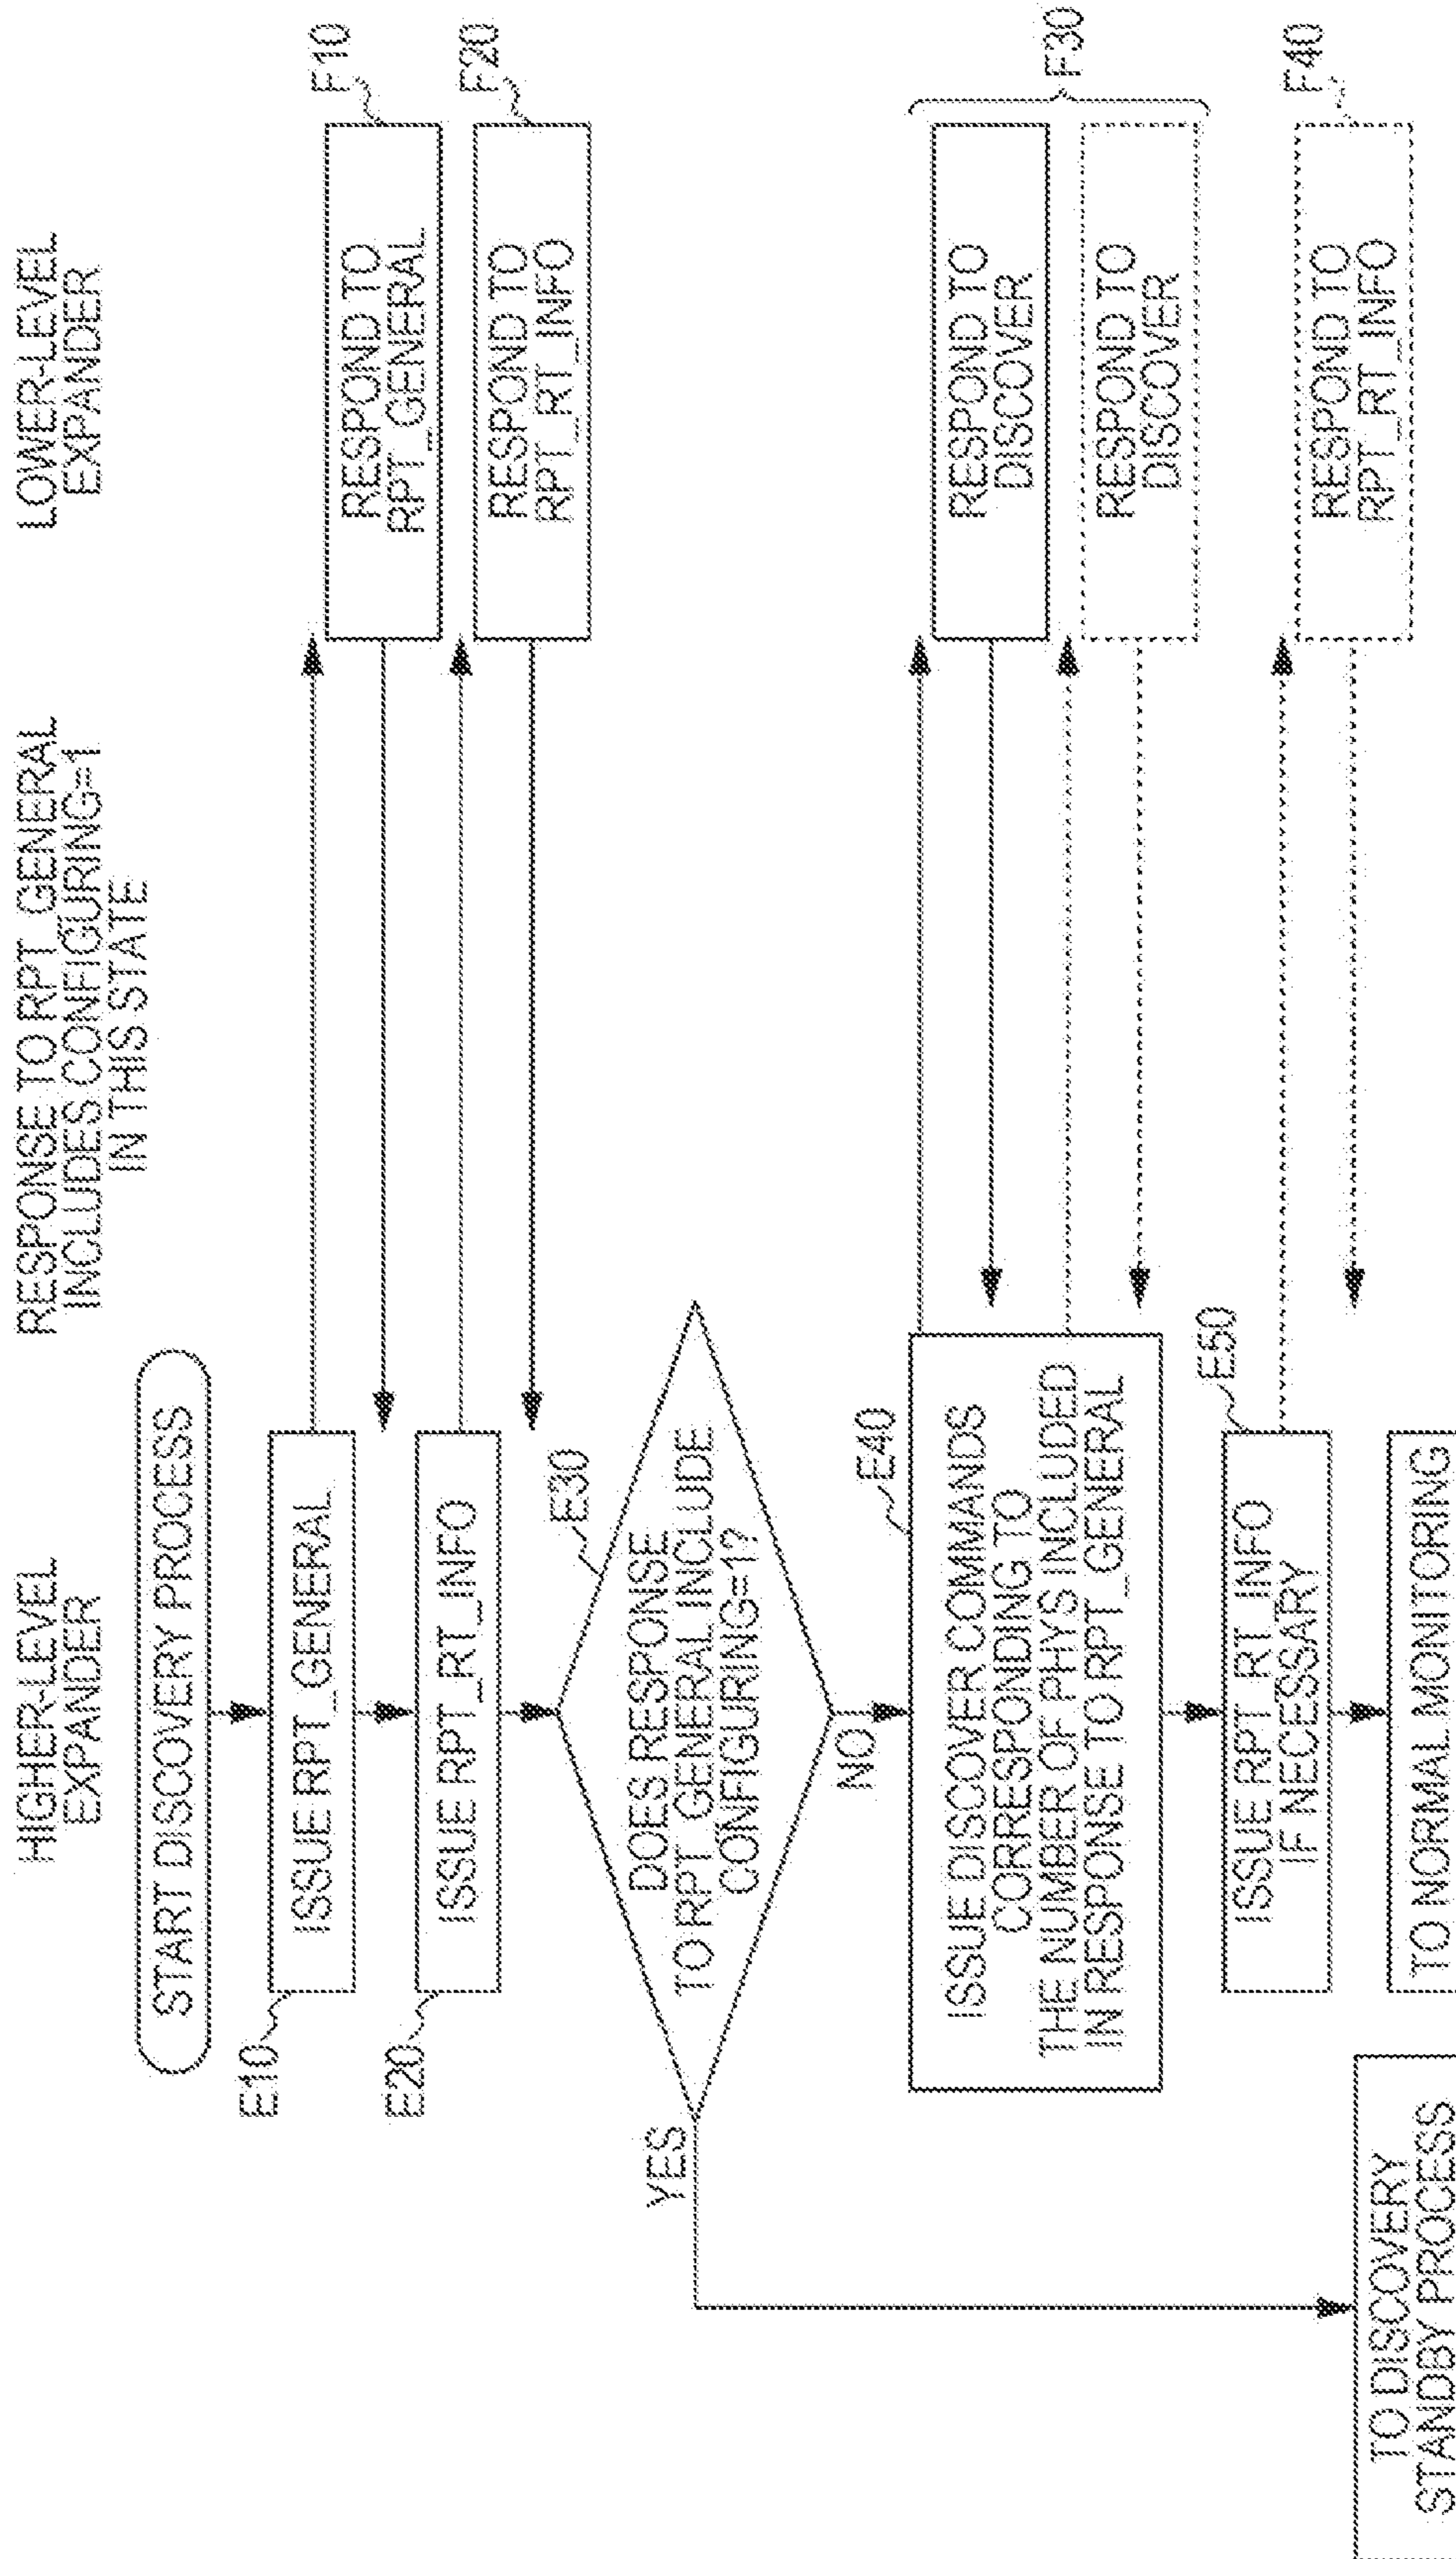 HIGHER-LEVEL
EXPANDER
RESPONSE TO RPT_GENERAL
INCLUDES CONFIGURING=1
IN THIS STATE
LOWER-LEVEL
EXPANDER
START DISCOVERY PROCESS
E10
ISSUE RPT_GENERAL
RESPOND TO
RPT_GENERAL
F10
E20
ISSUE RPT_RT_INFO
RESPOND TO
RPT_RT_INFO
F20
E30
DOES RESPONSE
TO RPT_GENERAL INCLUDE
CONFIGURING=1?
YES
NO
E40
ISSUE DISCOVER COMMANDS
CORRESPONDING TO
THE NUMBER OF PHYS INCLUDED
IN RESPONSE TO RPT_GENERAL
RESPOND TO
DISCOVER
RESPOND TO
DISCOVER
F30
E50
ISSUE RPT_RT_INFO
IF NECESSARY
RESPOND TO
RPT_RT_INFO
F40
TO DISCOVERY
STANDBY PROCESS
TO NORMAL MONITORING